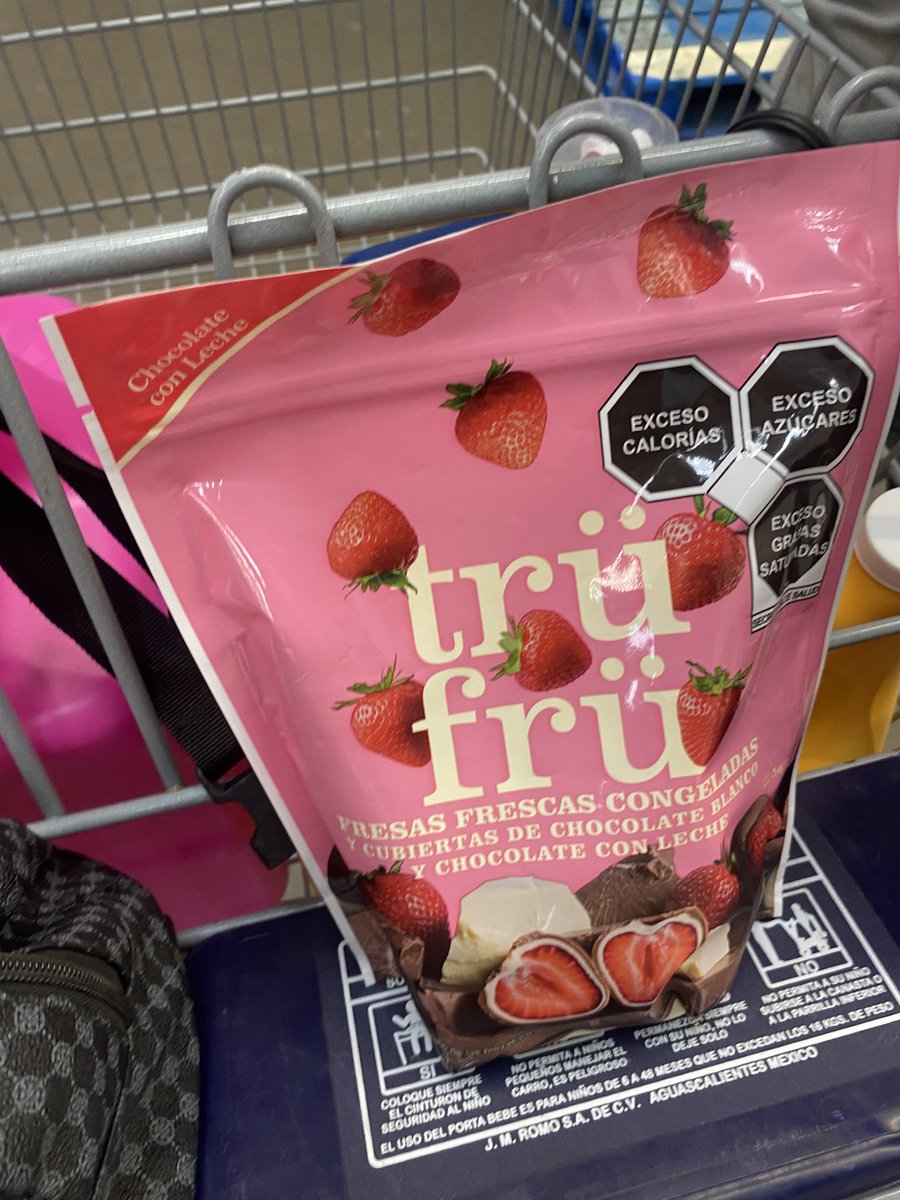 Chocolate
con Leche
EXCESO
CALORÍAS
EXCESO
AZÚCARES
EXCESO
GRASAS
SATURADAS
trü
frü
FRESAS FRESCAS CONGELADAS
Y CUBIERTAS DE CHOCOLATE BLANCO
Y CHOCOLATE CON LECHE
SI
COLOQUE SIEMPRE
EL CINTURON DE
SEGURIDAD AL NIÑO
NO PERMITA A NIÑOS
PEQUEÑOS MANEJAR EL
CARRO, ES PELIGROSO
SIEMPRE
CON SU NIÑO, NO LO
DEJE SOLO
NO
NO PERMITA A SU NIÑO
SUBIRSE A LA CANASTA O
A LA PARRILLA INFERIOR
EL USO DEL PORTA BEBE ES PARA NIÑOS DE 6 A 48 MESES QUE NO EXCEDAN LOS 16 KGS. DE PESO
J. M. ROMO S.A. DE C.V. AGUASCALIENTES MEXICO